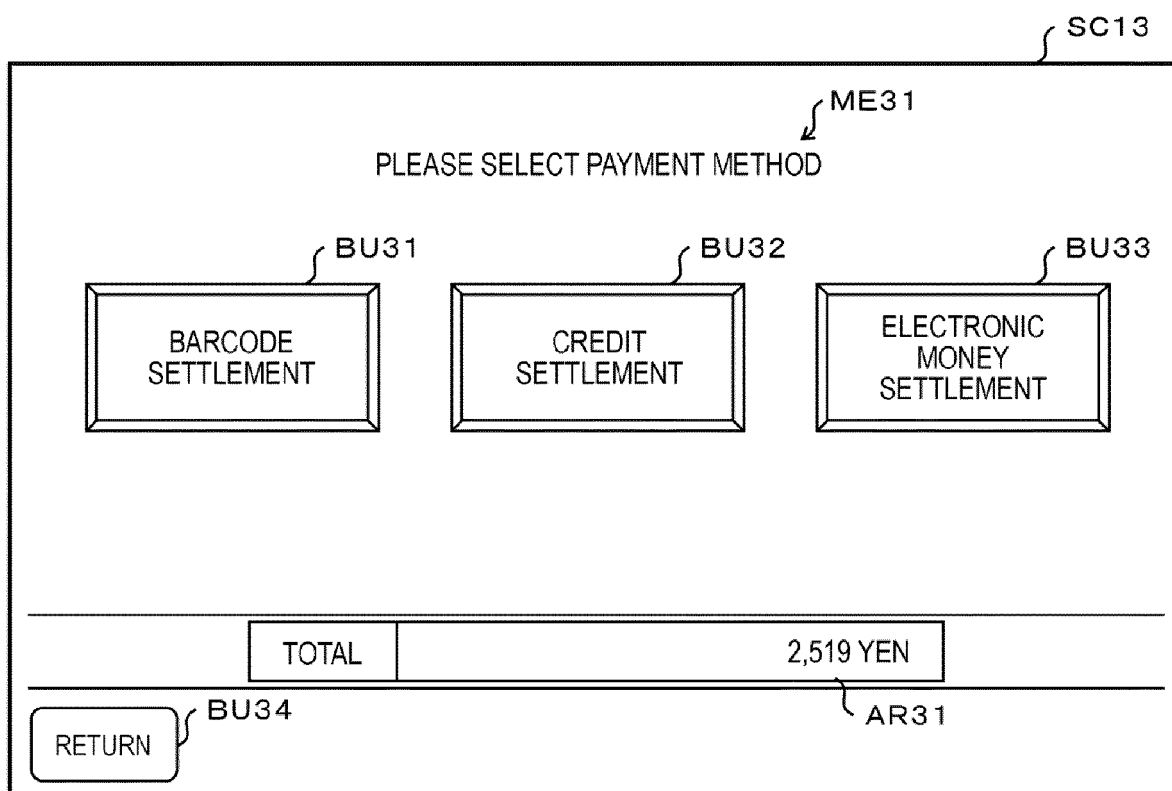 SC13
ME31
PLEASE SELECT PAYMENT METHOD
BU31
BU32
BU33
BARCODE
SETTLEMENT
CREDIT
SETTLEMENT
ELECTRONIC
MONEY
SETTLEMENT
TOTAL
2,519 YEN
BU34
AR31
RETURN